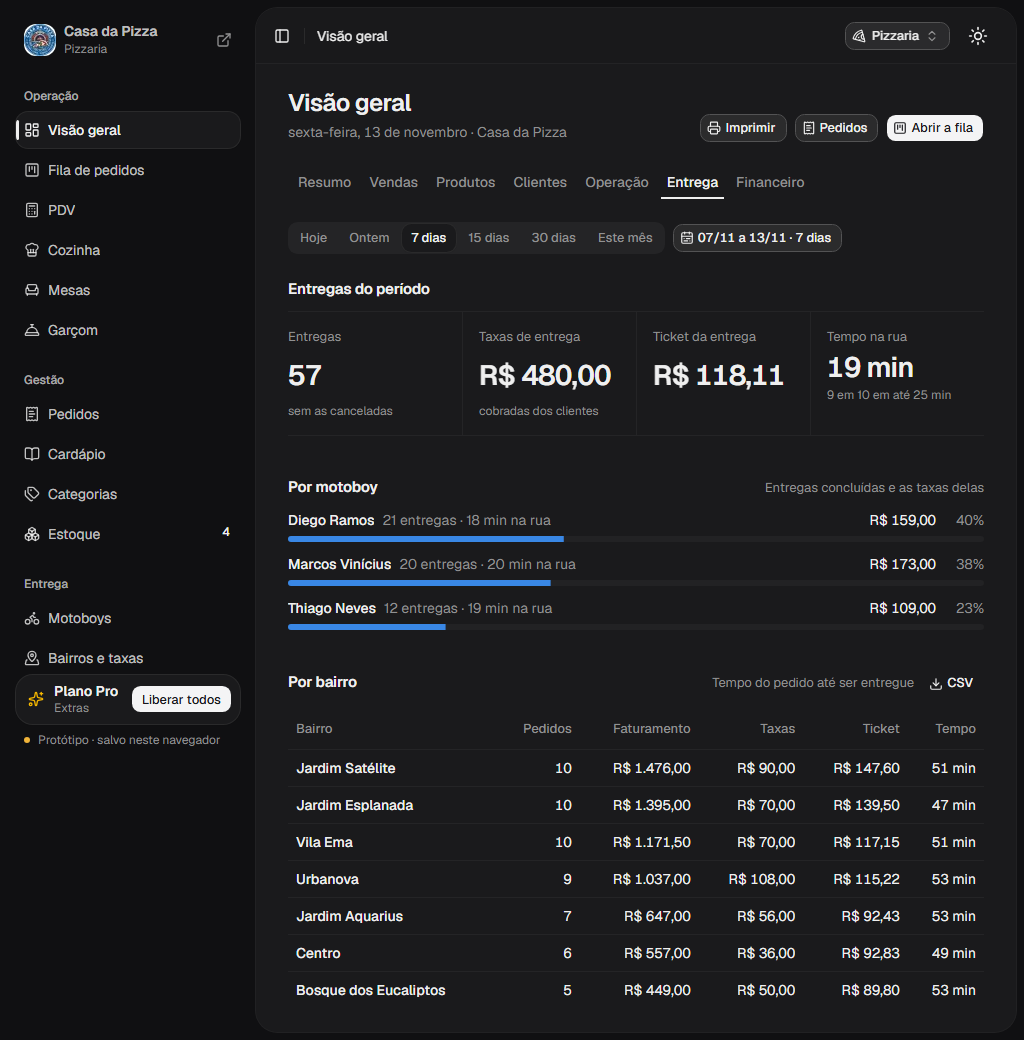 Casa da Pizza
Pizzaria
Operação
Visão geral
Fila de pedidos
PDV
Cozinha
Mesas
Garçom
Gestão
Pedidos
Cardápio
Categorias
Estoque 4
Entrega
Motoboys
Bairros e taxas
Plano Pro
Extras
Liberar todos
Protótipo · salvo neste navegador
Visão geral
Pizzaria
Visão geral
sexta-feira, 13 de novembro · Casa da Pizza
Imprimir Pedidos Abrir a fila
Resumo Vendas Produtos Clientes Operação Entrega Financeiro
Hoje Ontem 7 dias 15 dias 30 dias Este mês 07/11 a 13/11 · 7 dias
Entregas do período
Entregas
57
sem as canceladas
Taxas de entrega
R$ 480,00
cobradas dos clientes
Ticket da entrega
R$ 118,11
Tempo na rua
19 min
9 em 10 em até 25 min
Por motoboy Entregas concluídas e as taxas delas
Diego Ramos 21 entregas · 18 min na rua R$ 159,00 40%
Marcos Vinícius 20 entregas · 20 min na rua R$ 173,00 38%
Thiago Neves 12 entregas · 19 min na rua R$ 109,00 23%
Por bairro Tempo do pedido até ser entregue CSV
Bairro Pedidos Faturamento Taxas Ticket Tempo
Jardim Satélite 10 R$ 1.476,00 R$ 90,00 R$ 147,60 51 min
Jardim Esplanada 10 R$ 1.395,00 R$ 70,00 R$ 139,50 47 min
Vila Ema 10 R$ 1.171,50 R$ 70,00 R$ 117,15 51 min
Urbanova 9 R$ 1.037,00 R$ 108,00 R$ 115,22 53 min
Jardim Aquarius 7 R$ 647,00 R$ 56,00 R$ 92,43 53 min
Centro 6 R$ 557,00 R$ 36,00 R$ 92,83 49 min
Bosque dos Eucaliptos 5 R$ 449,00 R$ 50,00 R$ 89,80 53 min